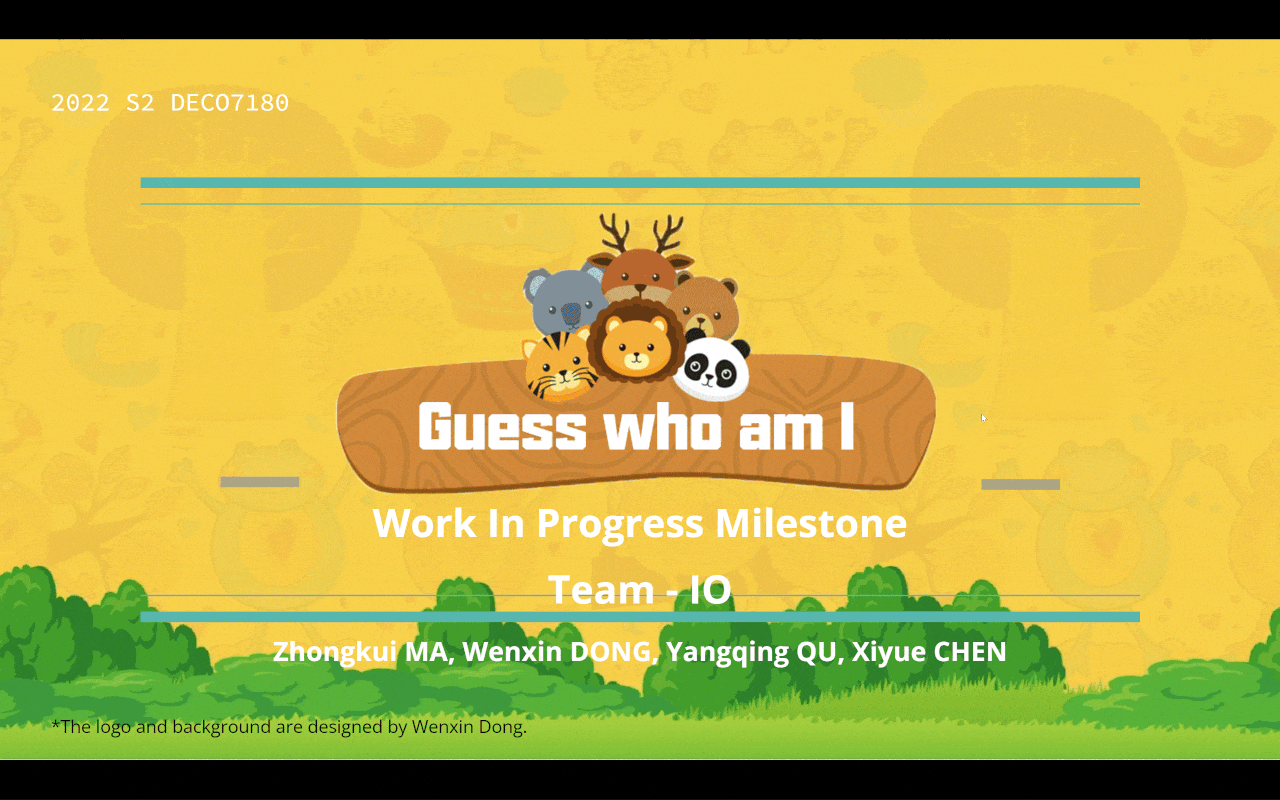 2022 S2 DECO7180
Guess who am I
Work In Progress Milestone
Team - IO
Zhongkui MA, Wenxin DONG, Yangqing QU, Xiyue CHEN
*The logo and background are designed by Wenxin Dong.